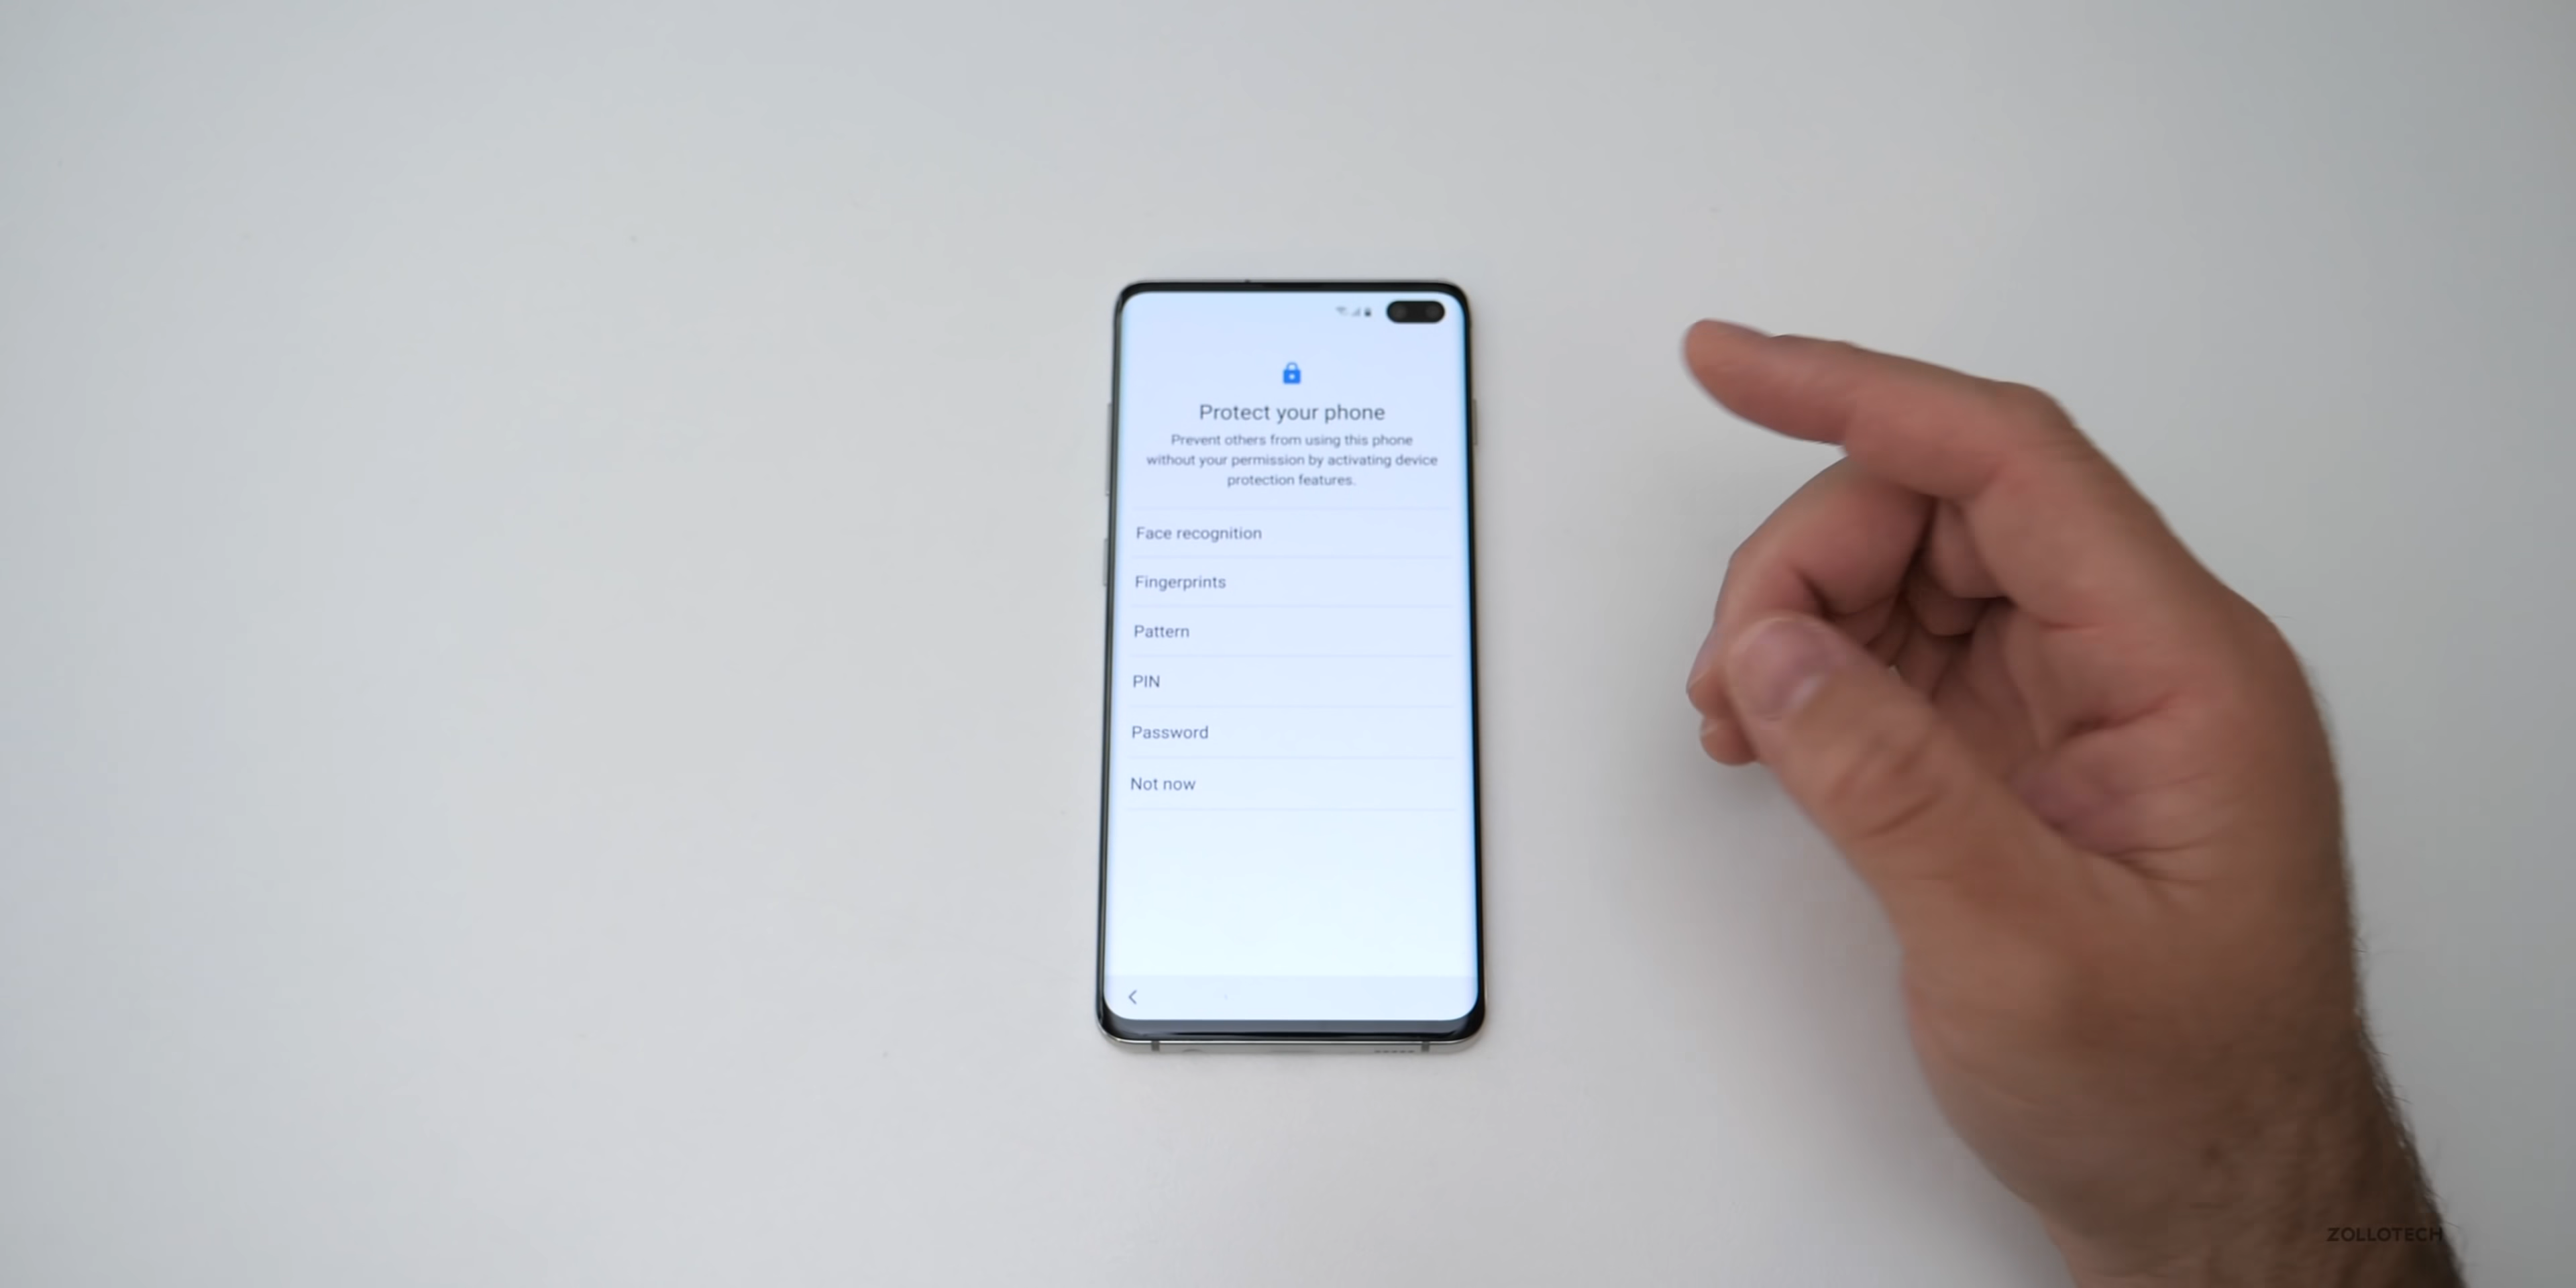 Protect your phone
Prevent others from using this phone
without your permission by activating device
protection features.
Face recognition
Fingerprints
Pattern
PIN
Password
Not now
ZOLLOTECH